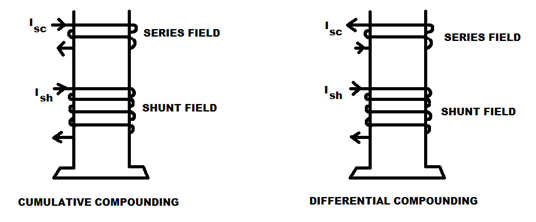 Isc
SERIES FIELD
Ish
SHUNT FIELD
CUMULATIVE COMPOUNDING
Isc
SERIES FIELD
Ish
SHUNT FIELD
DIFFERENTIAL COMPOUNDING